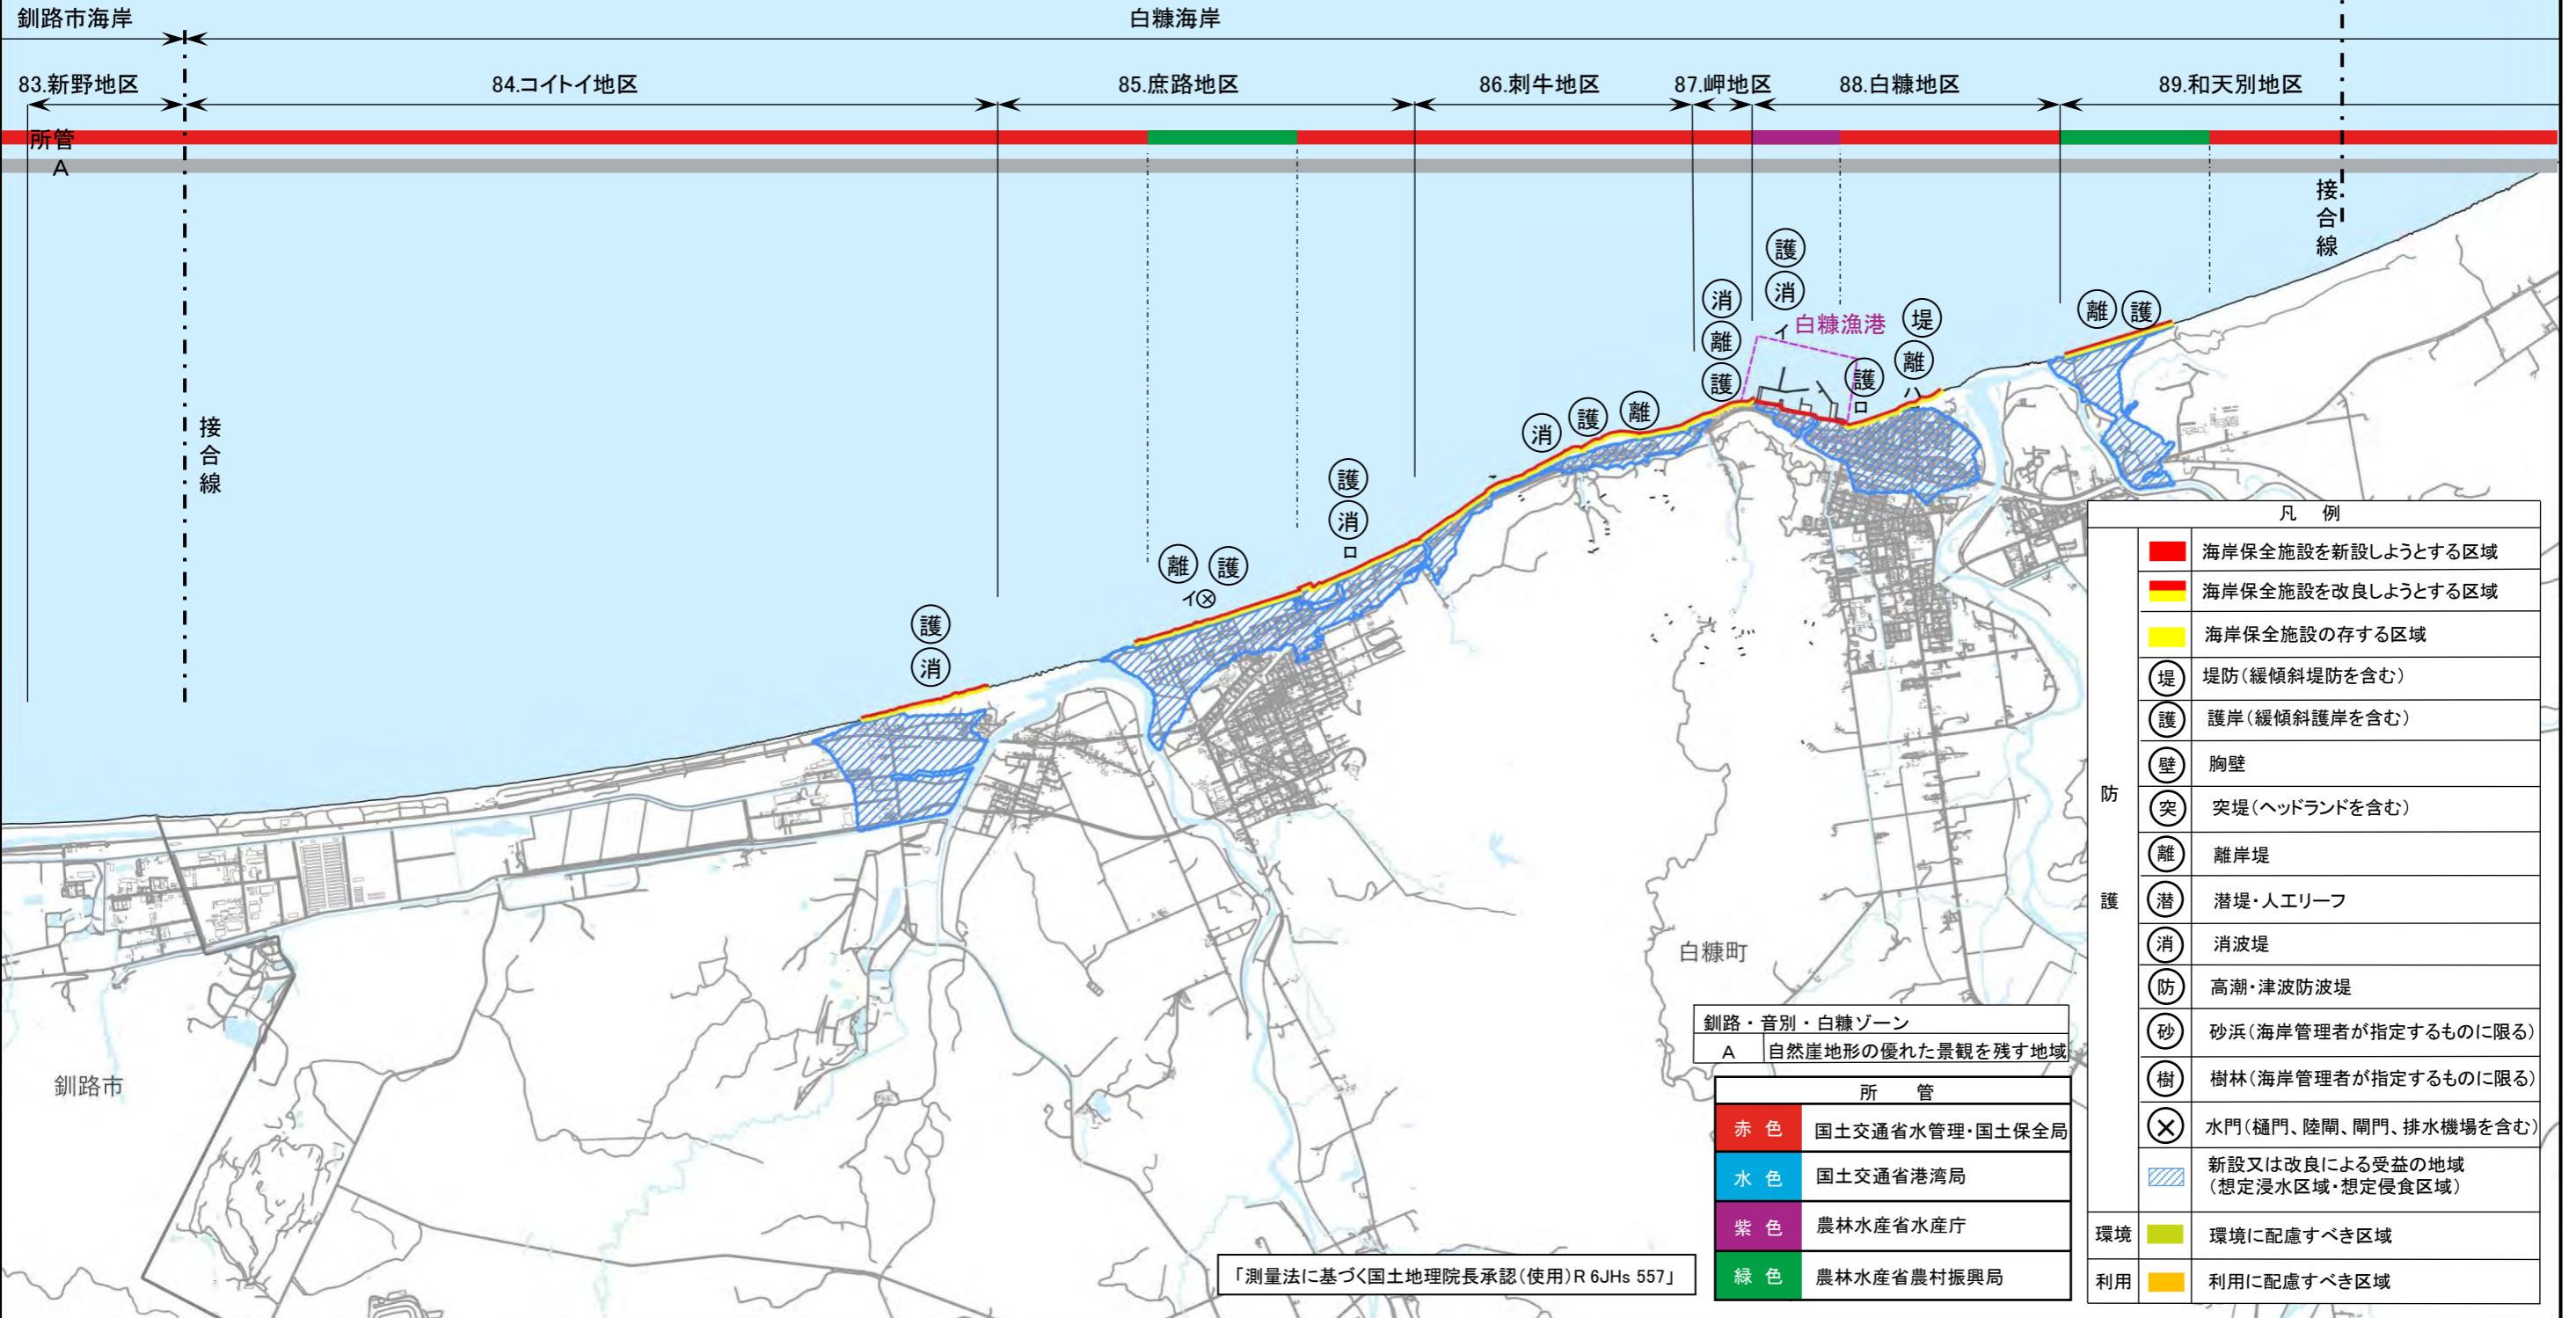 釧路市海岸
白糠海岸
83.新野地区
84.コイトイ地区
85.庶路地区
86.刺牛地区
87.岬地区
88.白糠地区
89.和天別地区
所管
A
接合線
接合線
護
消
離
護
イ
護
消
ロ
消
護
離
消
離
護
護
消
イ
白糠漁港
護
ロ
堤
離
ハ
離
護
白糠町
釧路市
凡 例
防護
海岸保全施設を新設しようとする区域
海岸保全施設を改良しようとする区域
海岸保全施設の存する区域
堤 堤防(緩傾斜堤防を含む)
護 護岸(緩傾斜護岸を含む)
壁 胸壁
突 突堤(ヘッドランドを含む)
離 離岸堤
潜 潜堤・人工リーフ
消 消波堤
防 高潮・津波防波堤
砂 砂浜(海岸管理者が指定するものに限る)
樹 樹林(海岸管理者が指定するものに限る)
水門(樋門、陸閘、閘門、排水機場を含む)
新設又は改良による受益の地域
(想定浸水区域・想定侵食区域)
環境 環境に配慮すべき区域
利用 利用に配慮すべき区域
釧路・音別・白糠ゾーン
A 自然崖地形の優れた景観を残す地域
所 管
赤 色 国土交通省水管理・国土保全局
水 色 国土交通省港湾局
紫 色 農林水産省水産庁
緑 色 農林水産省農村振興局
「測量法に基づく国土地理院長承認(使用)R 6JHs 557」